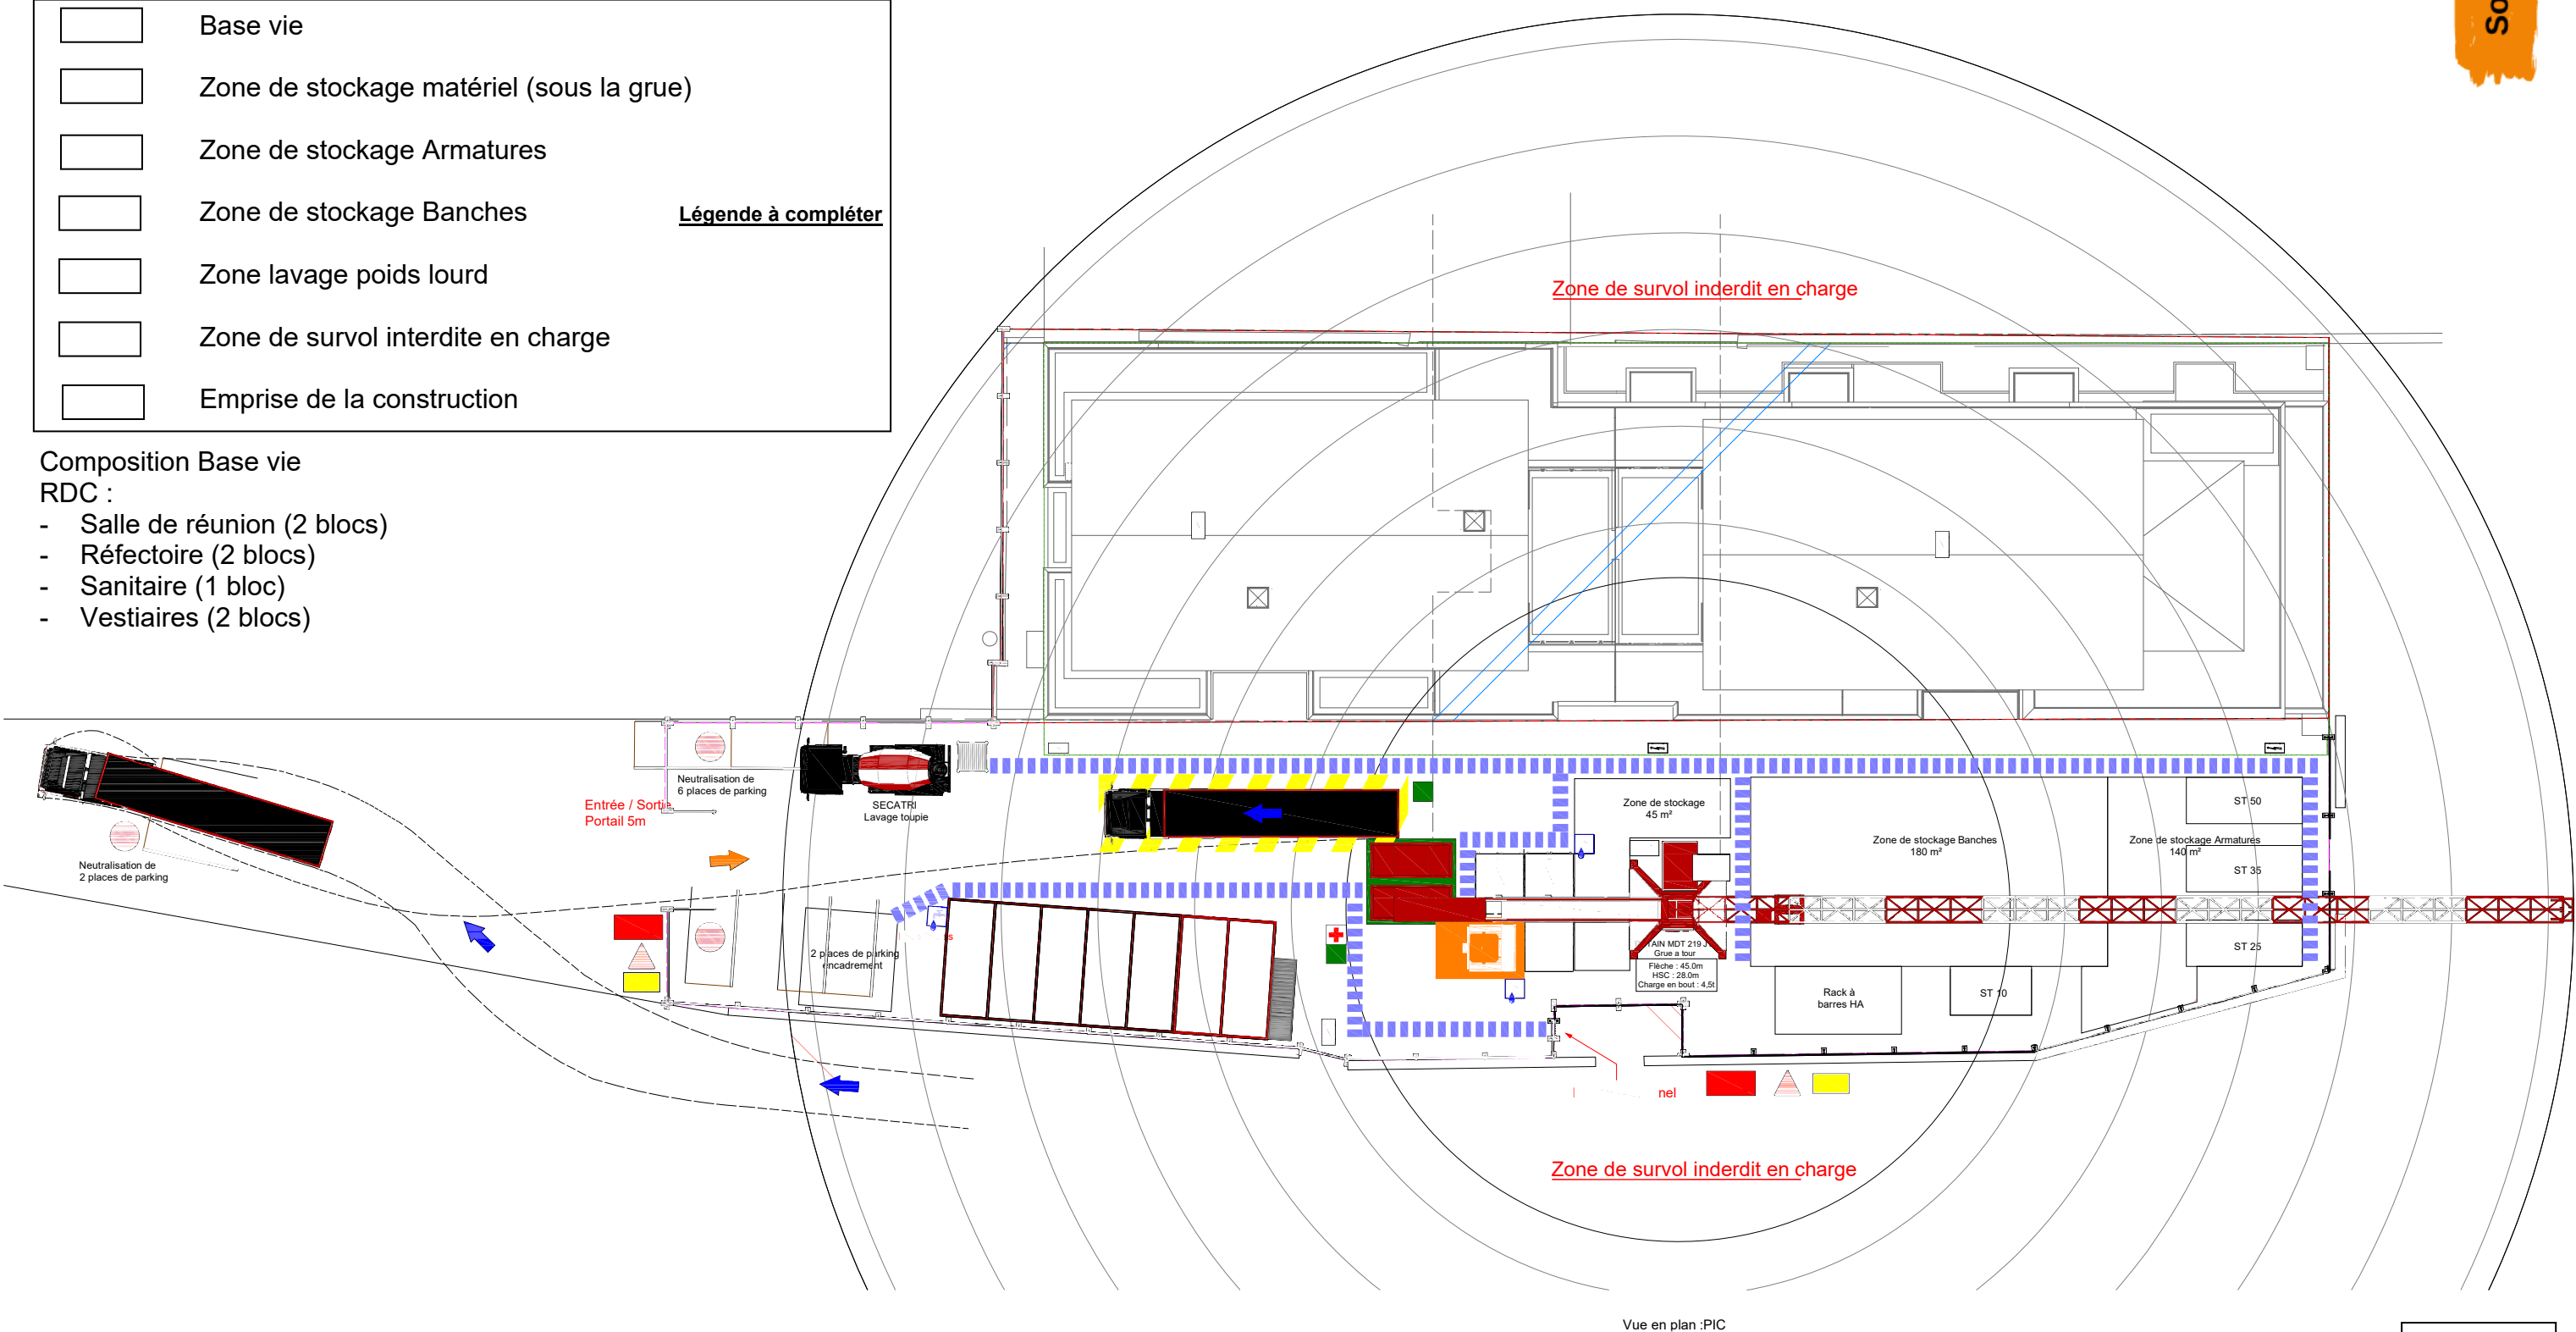 Base vie
Zone de stockage matériel (sous la grue)
Zone de stockage Armatures
Zone de stockage Banches
Légende à compléter
Zone lavage poids lourd
Zone de survol interdite en charge
Emprise de la construction
Composition Base vie
RDC :
- Salle de réunion (2 blocs)
- Réfectoire (2 blocs)
- Sanitaire (1 bloc)
- Vestiaires (2 blocs)
So
Zone de survol inderdit en charge
Neutralisation de
6 places de parking
Entrée / Sortie
Portail 5m
SECATRI
Lavage toupie
Neutralisation de
2 places de parking
2 places de parking
encadrement
Zone de stockage
45 m²
Zone de stockage Banches
180 m²
Zone de stockage Armatures
140 m²
ST 50
ST 35
ST 25
ST 10
Rack à
barres HA
TAIN MDT 219 J
Grue a tour
Flèche : 45.0m
HSC : 28.0m
Charge en bout : 4,5t
nel
Zone de survol inderdit en charge
Vue en plan :PIC